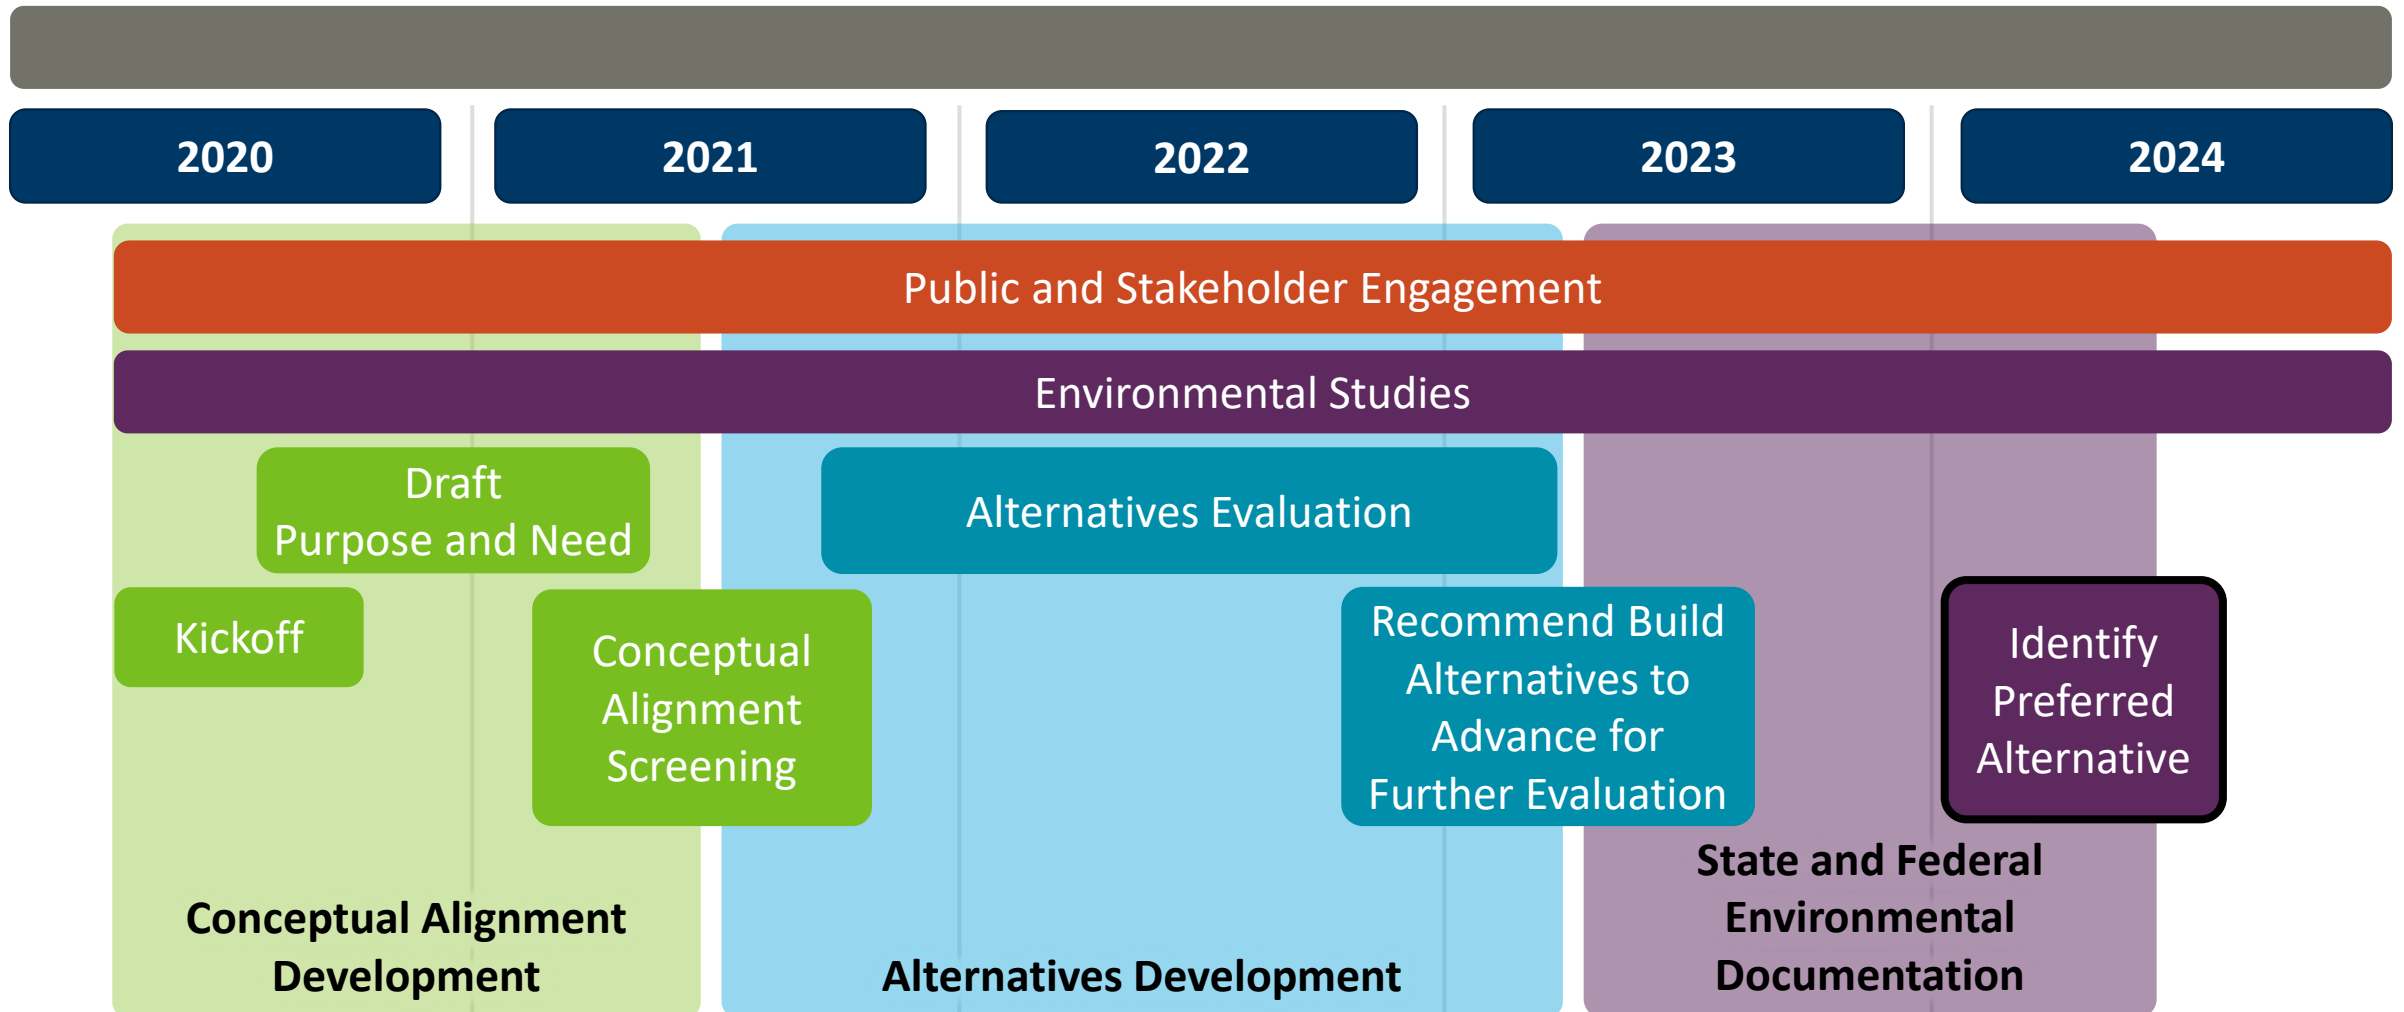 2020
2021
2022
2023
2024
Public and Stakeholder Engagement
Environmental Studies
Draft
Purpose and Need
Alternatives Evaluation
Kickoff
Conceptual
Alignment
Screening
Recommend Build
Alternatives to
Advance for
Further Evaluation
Identify
Preferred
Alternative
Conceptual Alignment
Development
Alternatives Development
State and Federal
Environmental
Documentation